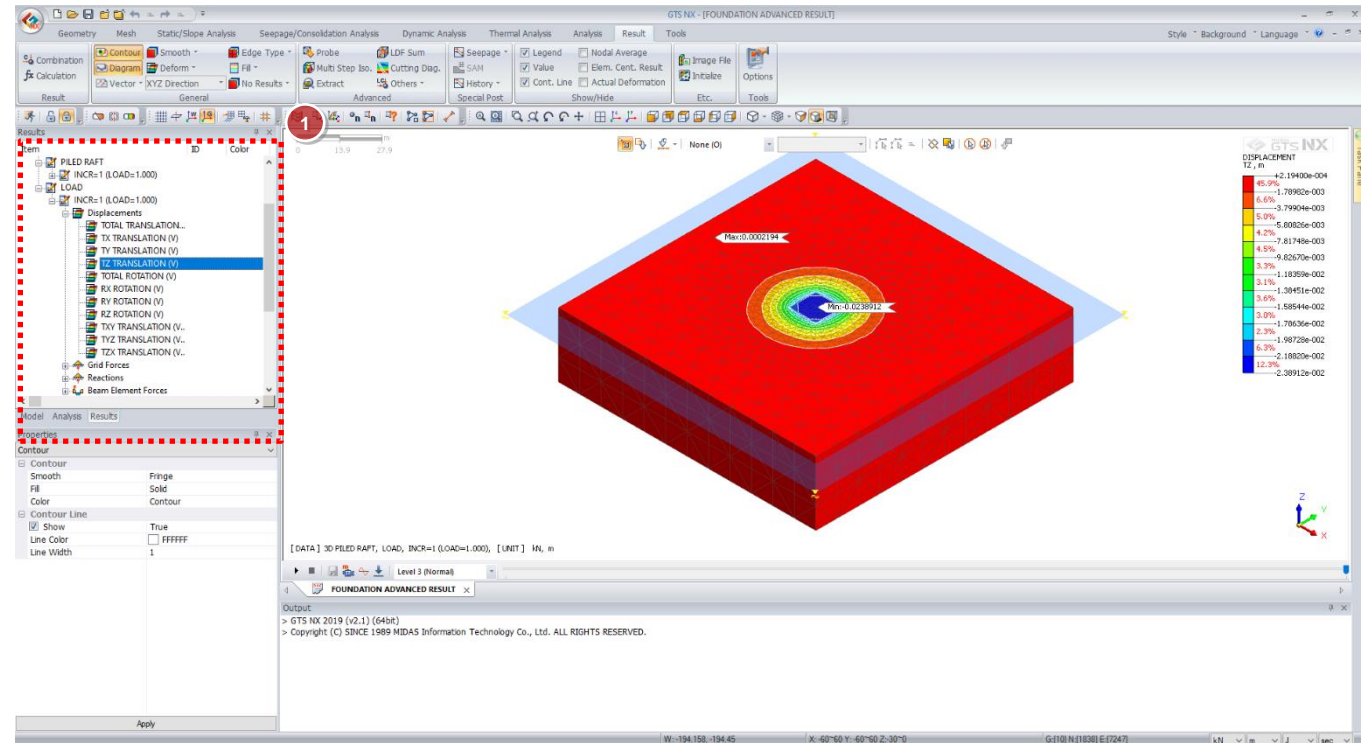 GTS NX - [FOUNDATION ADVANCED RESULT]
Geometry Mesh Static/Slope Analysis Seepage/Consolidation Analysis Dynamic Analysis Thermal Analysis Analysis Result Tools Style Background Language
Combination Contour Smooth Edge Type Probe LDF Sum Seepage Legend Nodal Average Image File
Calculation Diagram Deform Fill Multi Step Iso. Cutting Diag. SAM Value Elem. Cent. Result Initialize Options
Vector XYZ Direction No Results Extract Others History Cont. Line Actual Deformation
Result General Advanced Special Post Show/Hide Etc. Tools
1
Results
Item ID Color
PILED RAFT
INCR=1 (LOAD=1.000)
LOAD
INCR=1 (LOAD=1.000)
Displacements
TOTAL TRANSLATION...
TX TRANSLATION (V)
TY TRANSLATION (V)
TZ TRANSLATION (V)
TOTAL ROTATION (V)
RX ROTATION (V)
RY ROTATION (V)
RZ ROTATION (V)
TXY TRANSLATION (V..
TYZ TRANSLATION (V..
TZX TRANSLATION (V..
Grid Forces
Reactions
Beam Element Forces
Model Analysis Results
Properties
Contour
Contour
Smooth Fringe
Fill Solid
Color Contour
Contour Line
Show True
Line Color FFFFFF
Line Width 1
Apply
0 13.9 27.9 m
None (0)
GTS NX
DISPLACEMENT
TZ , m
+2.19400e-004
45.9%
-1.78982e-003
6.6%
-3.79904e-003
5.0%
-5.80826e-003
4.2%
-7.81748e-003
4.5%
-9.82670e-003
3.3%
-1.18359e-002
3.1%
-1.38451e-002
3.6%
-1.58544e-002
3.0%
-1.78636e-002
2.3%
-1.98728e-002
6.3%
-2.18820e-002
12.3%
-2.38912e-002
Max:0.0002194
Min:-0.0238912
Z
Y
X
[DATA] 3D PILED RAFT, LOAD, INCR=1 (LOAD=1.000), [UNIT] kN, m
Level 3 (Normal)
FOUNDATION ADVANCED RESULT
Output
> GTS NX 2019 (v2.1) (64bit)
> Copyright (C) SINCE 1989 MIDAS Information Technology Co., Ltd. ALL RIGHTS RESERVED.
W: -194.158, -194.45 X: -60~60 Y: -60~60 Z:-30~0 G:[10] N:[1838] E:[7247] kN m J sec